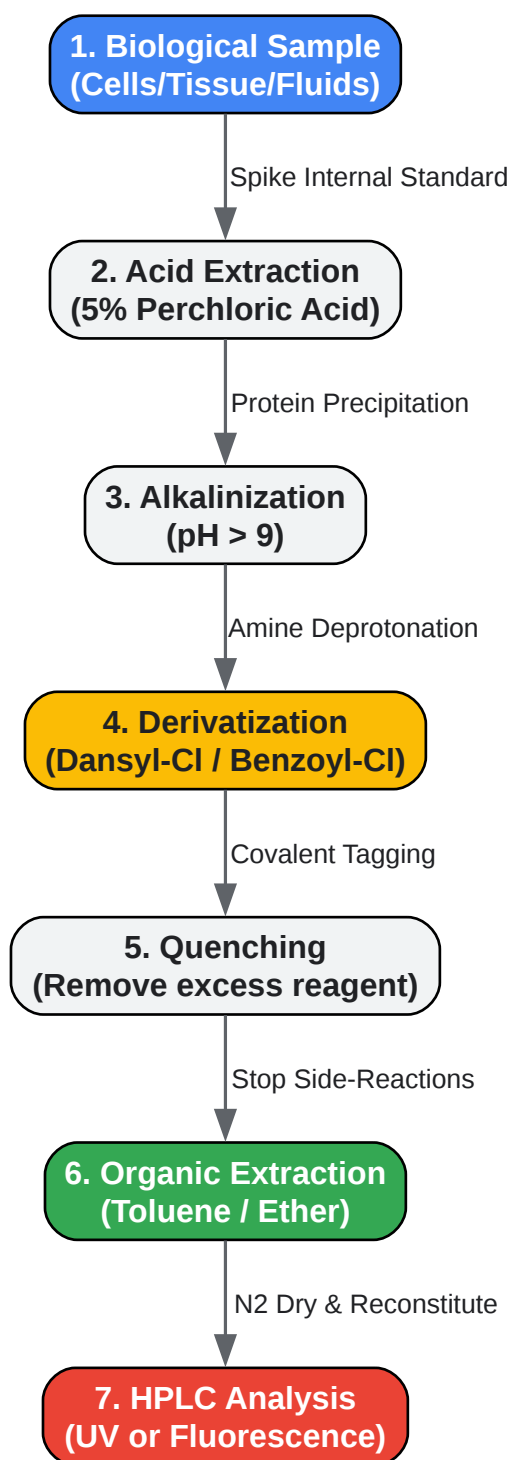 1. Biological Sample
(Cells/Tissue/Fluids)
Spike Internal Standard
2. Acid Extraction
(5% Perchloric Acid)
Protein Precipitation
3. Alkalinization
(pH > 9)
Amine Deprotonation
4. Derivatization
(Dansyl-Cl / Benzoyl-Cl)
Covalent Tagging
5. Quenching
(Remove excess reagent)
Stop Side-Reactions
6. Organic Extraction
(Toluene / Ether)
N2 Dry & Reconstitute
7. HPLC Analysis
(UV or Fluorescence)